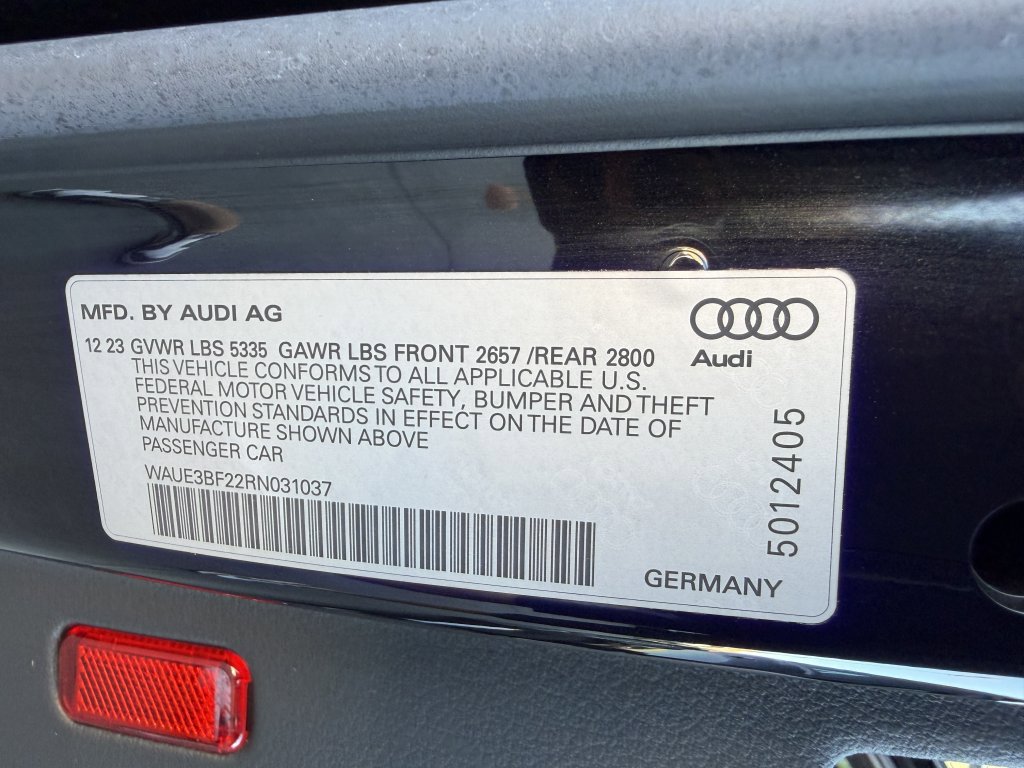 MFD. BY AUDI AG
Audi
12 23 GVWR LBS 5335 GAWR LBS FRONT 2657 /REAR 2800
THIS VEHICLE CONFORMS TO ALL APPLICABLE U.S.
FEDERAL MOTOR VEHICLE SAFETY, BUMPER AND THEFT
PREVENTION STANDARDS IN EFFECT ON THE DATE OF
MANUFACTURE SHOWN ABOVE
PASSENGER CAR
WAUE3BF22RN031037
5012405
GERMANY